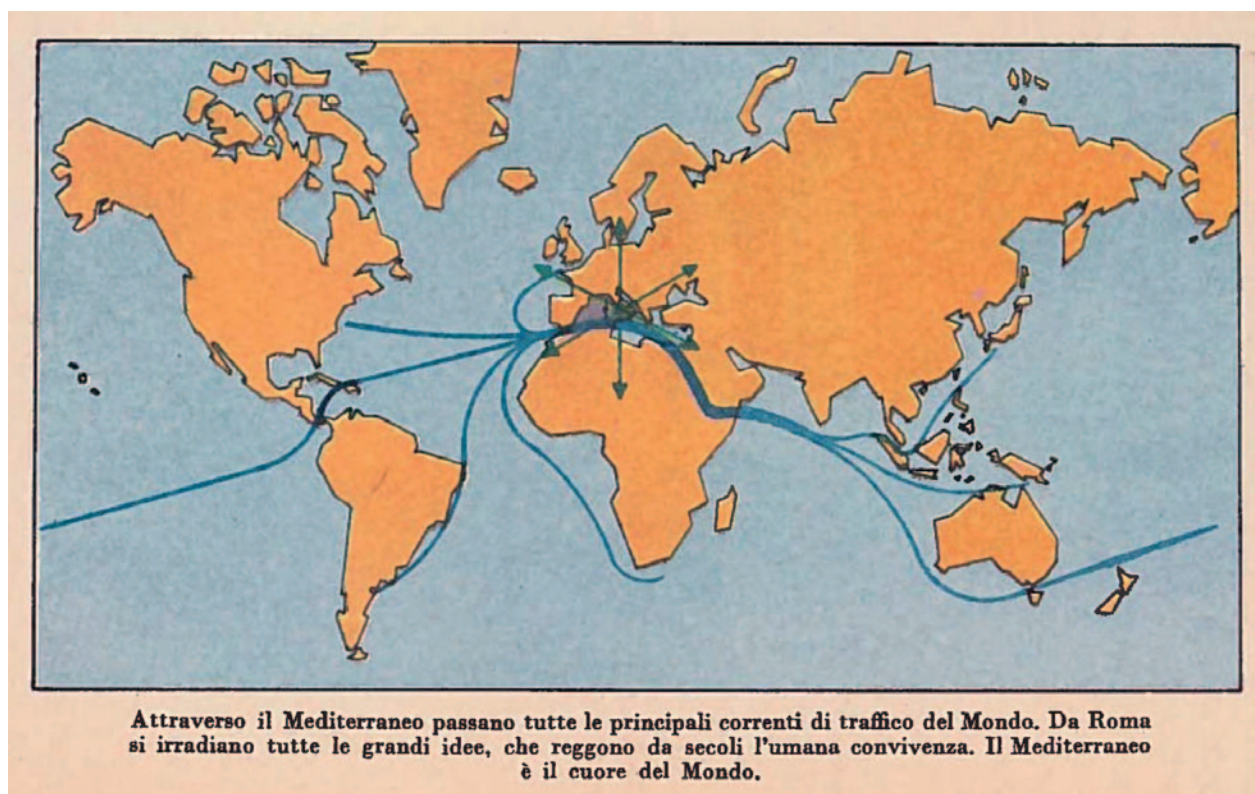 Attraverso il Mediterraneo passano tutte le principali correnti di traffico del Mondo. Da Roma
si irradiano tutte le grandi idee, che reggono da secoli l'umana convivenza. Il Mediterraneo
è il cuore del Mondo.